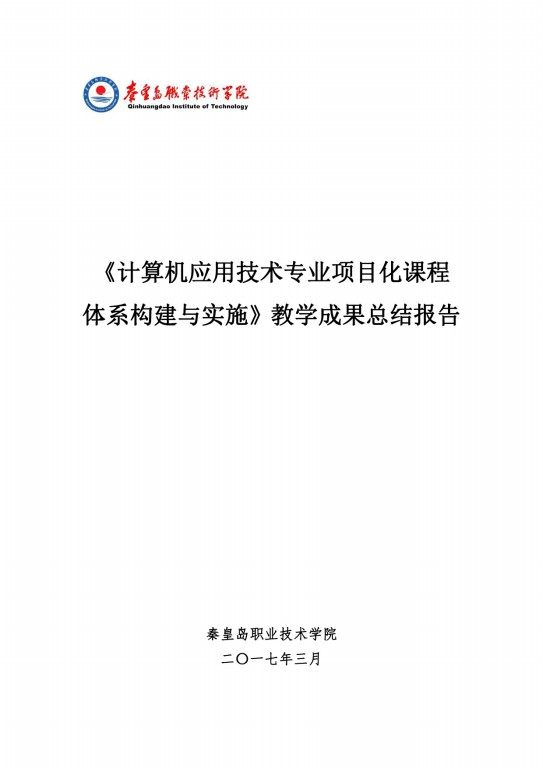 秦皇岛职业技术学院
Qinhuangdao Institute of Technology
《计算机应用技术专业项目化课程
体系构建与实施》教学成果总结报告
秦皇岛职业技术学院
二〇一七年三月